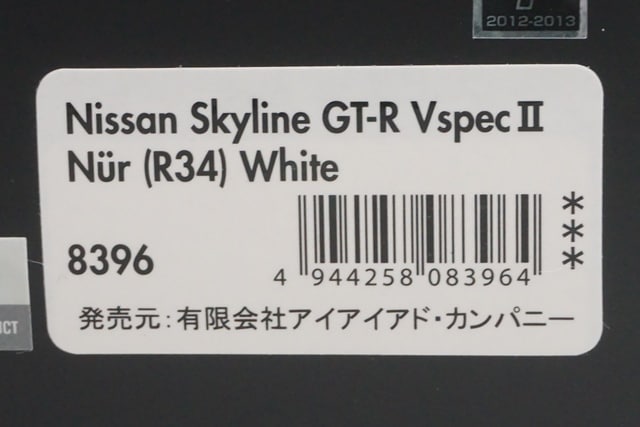 2012-2013
Nissan Skyline GT-R VspecⅡ
Nür (R34) White
8396
***
4 944258 083964
発売元:有限会社アイアイアド・カンパニー